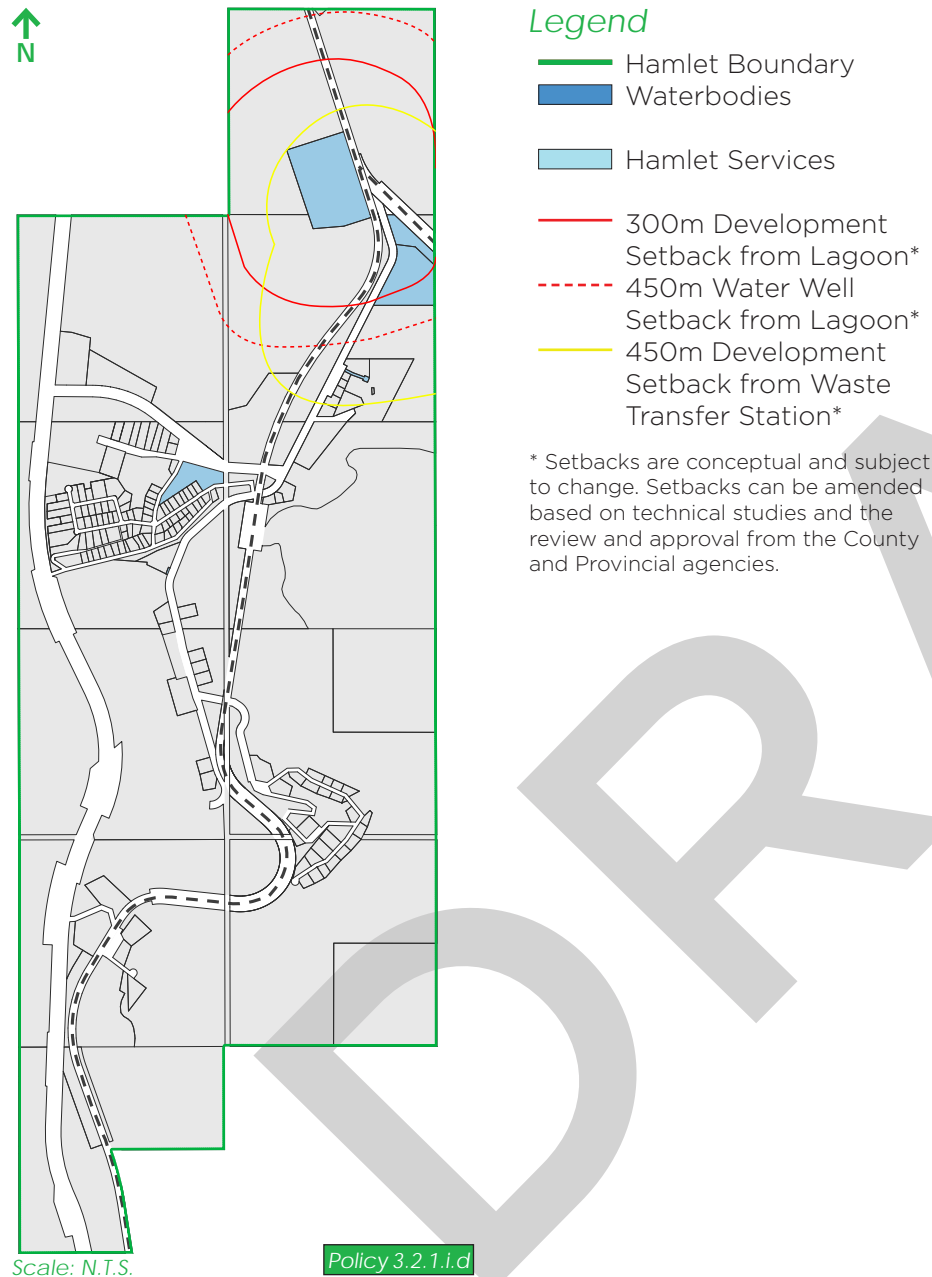 N
Legend
Hamlet Boundary
Waterbodies
Hamlet Services
300m Development
Setback from Lagoon*
450m Water Well
Setback from Lagoon*
450m Development
Setback from Waste
Transfer Station*
* Setbacks are conceptual and subject
to change. Setbacks can be amended
based on technical studies and the
review and approval from the County
and Provincial agencies.
DRA
Scale: N.T.S.
Policy 3.2.1.i.d